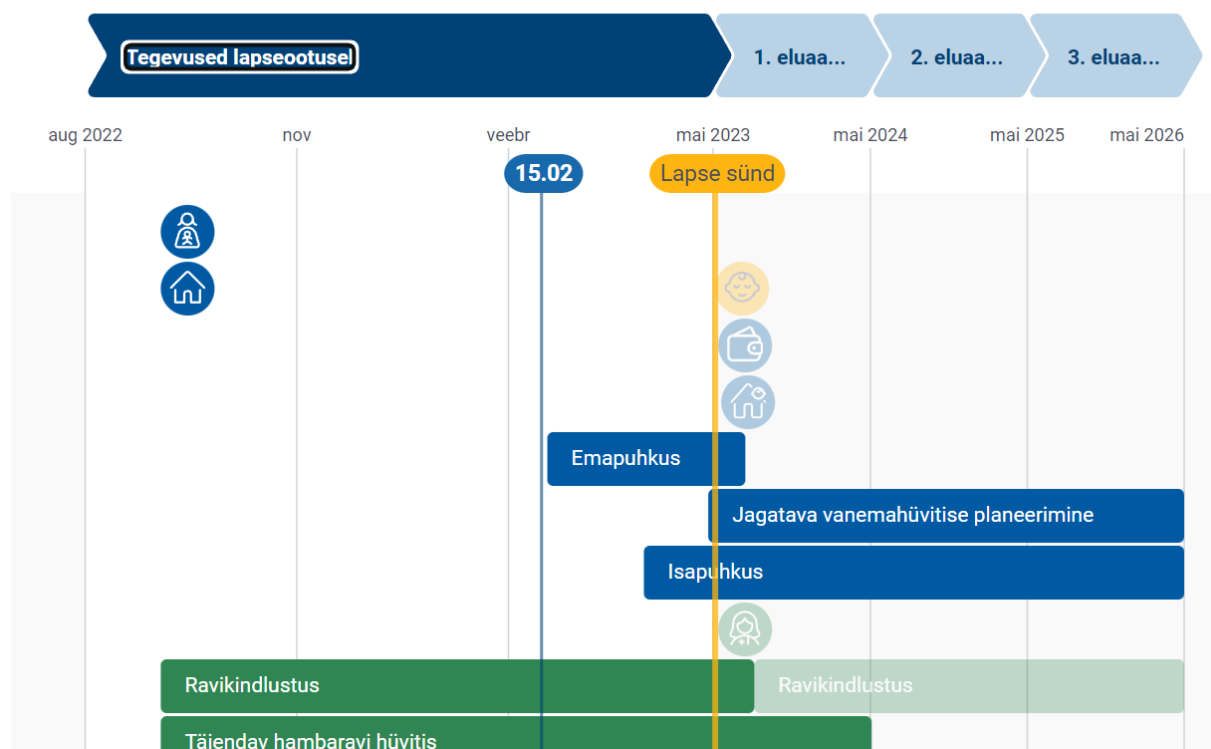 Tegevused lapseootusel
1. eluaa...
2. eluaa...
3. eluaa...
aug 2022
nov
veebr
mai 2023
mai 2024
mai 2025
mai 2026
15.02
Lapse sünd
Emapuhkus
Jagatava vanemahüvitise planeerimine
Isapuhkus
Ravikindlustus
Ravikindlustus
Täiendav hambaravi hüvitis